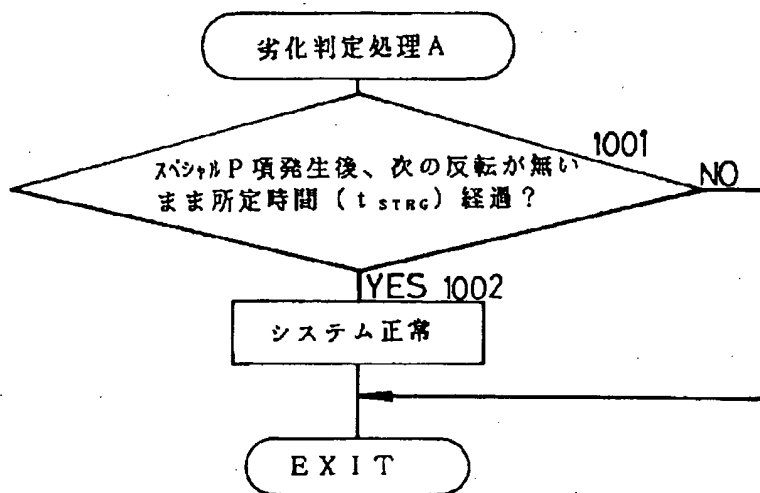 劣化判定処理A
1001
スペシャルP項発生後、次の反転が無い
まま所定時間(tSTRG)経過?
NO
YES 1002
システム正常
EXIT